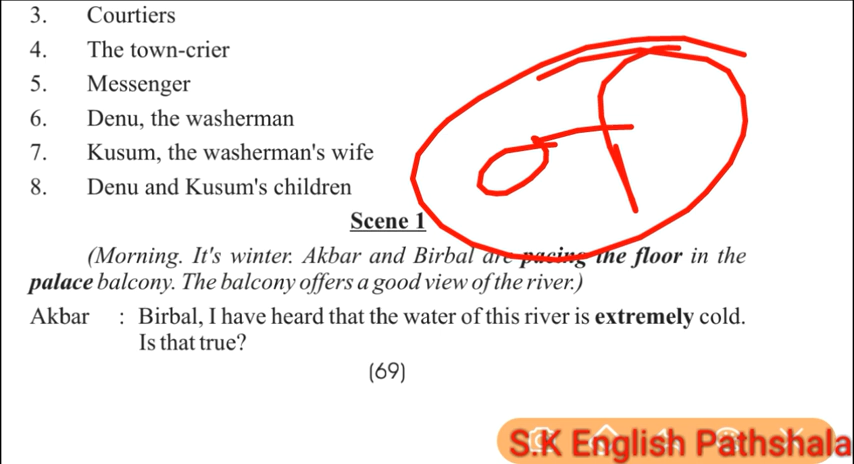 3. Courtiers
4. The town-crier
5. Messenger
6. Denu, the washerman
7. Kusum, the washerman's wife
8. Denu and Kusum's children
Scene 1
(Morning. It's winter. Akbar and Birbal are pacing the floor in the
palace balcony. The balcony offers a good view of the river.)
Akbar : Birbal, I have heard that the water of this river is extremely cold.
Is that true?
(69)
S.K English Pathshala